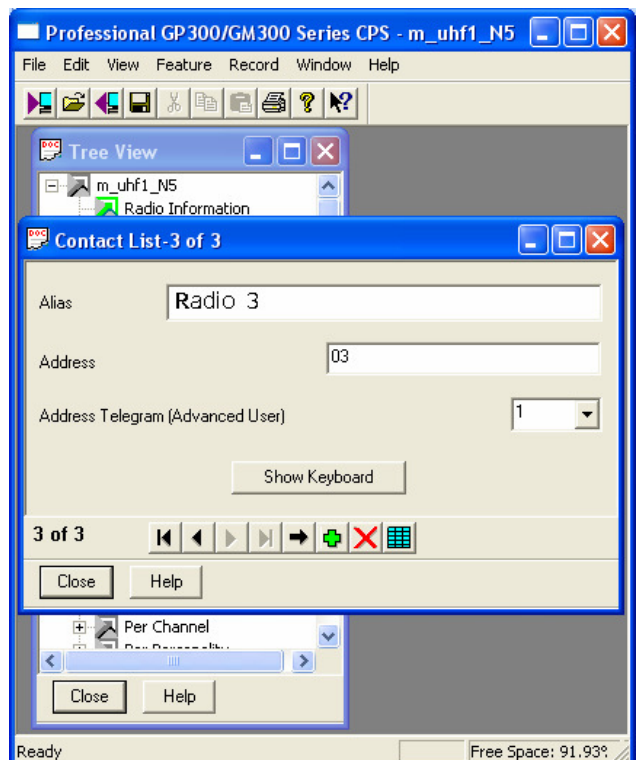 Professional GP300/GM300 Series CPS - m_uhf1_N5
File Edit View Feature Record Window Help
DOC Tree View
m_uhf1_N5
Radio Information
DOC Contact List-3 of 3
Alias Radio 3
Address 03
Address Telegram (Advanced User) 1
Show Keyboard
3 of 3
Close Help
Per Channel
Close Help
Ready Free Space: 91.93%